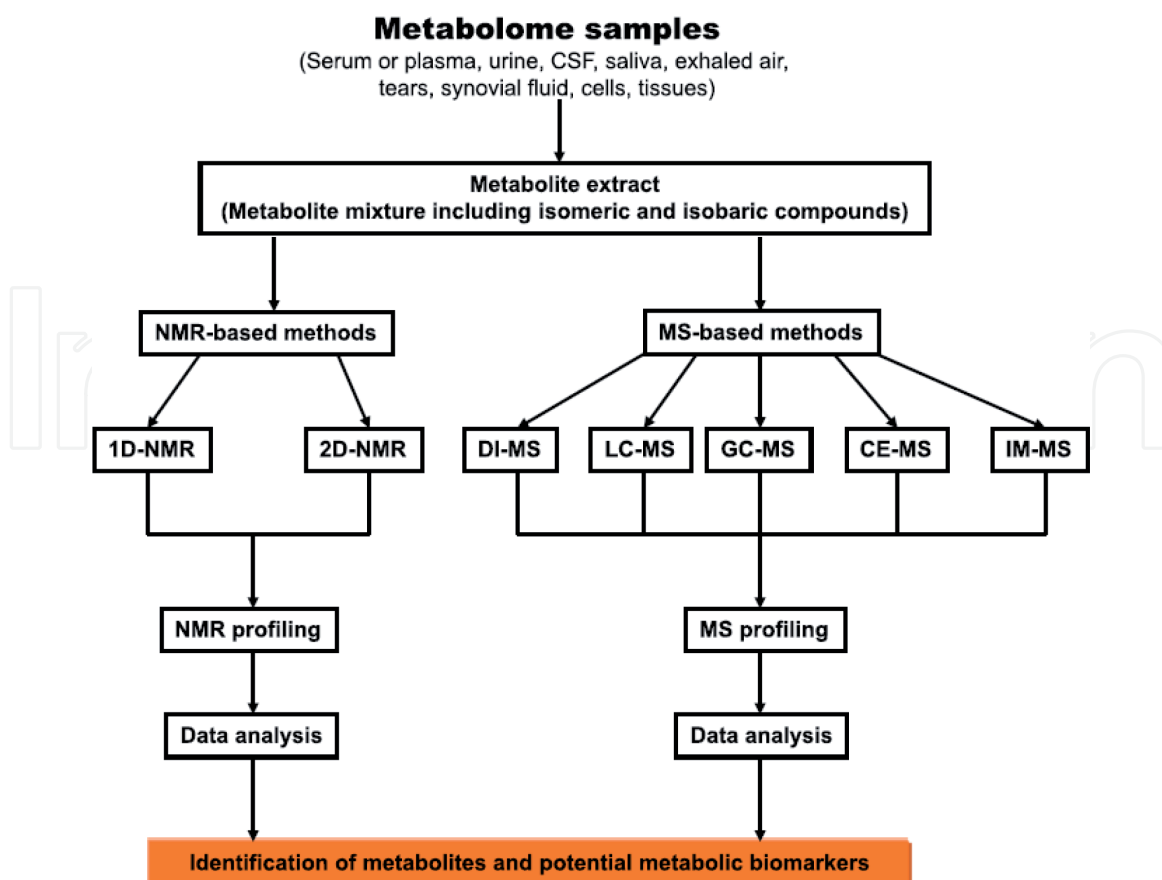 Metabolome samples
(Serum or plasma, urine, CSF, saliva, exhaled air,
tears, synovial fluid, cells, tissues)
Metabolite extract
(Metabolite mixture including isomeric and isobaric compounds)
NMR-based methods
MS-based methods
1D-NMR
2D-NMR
DI-MS
LC-MS
GC-MS
CE-MS
IM-MS
NMR profiling
MS profiling
Data analysis
Data analysis
Identification of metabolites and potential metabolic biomarkers